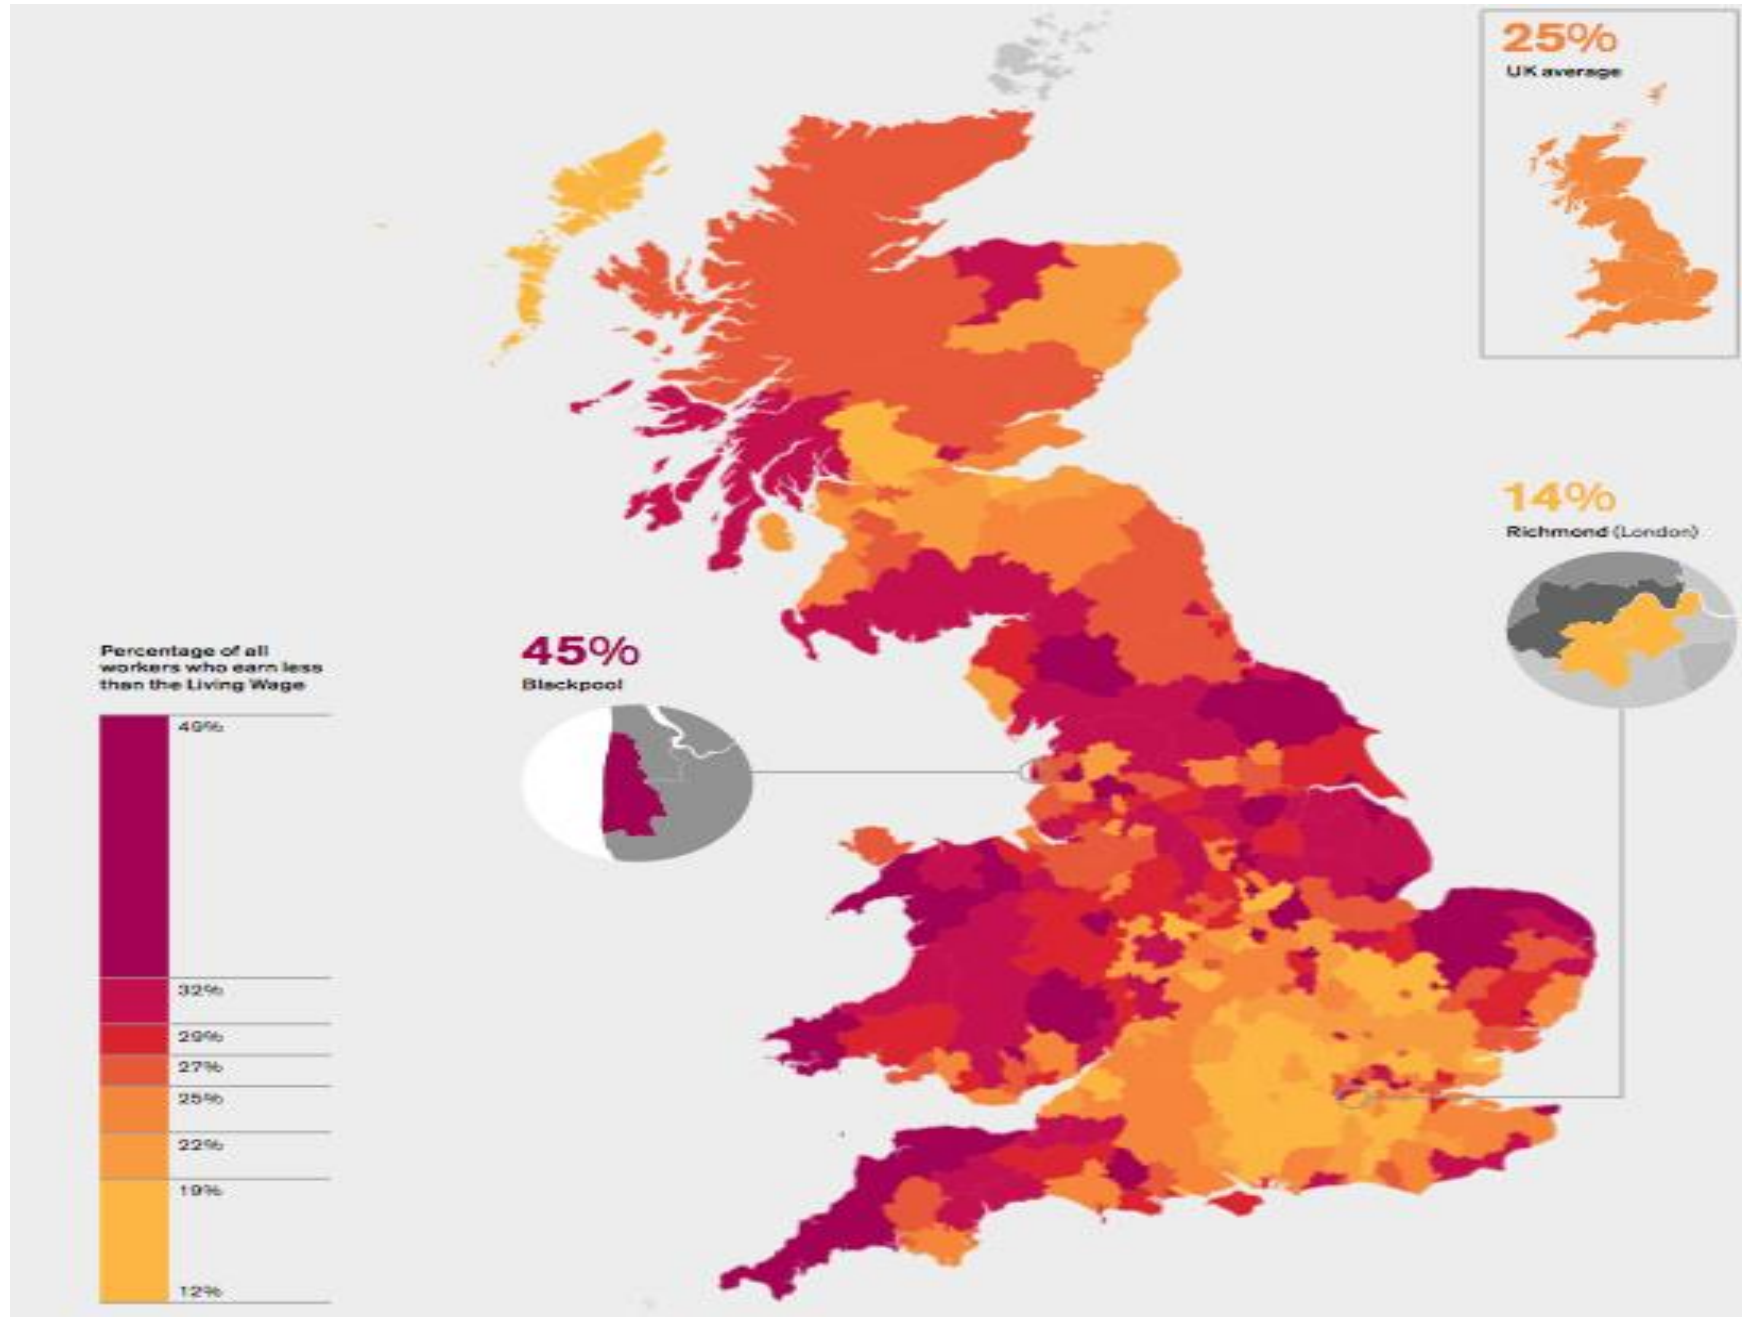 25%
UK average
14%
Richmond (London)
45%
Blackpool
Percentage of all
workers who earn less
than the Living Wage
49%
32%
29%
27%
25%
22%
19%
12%